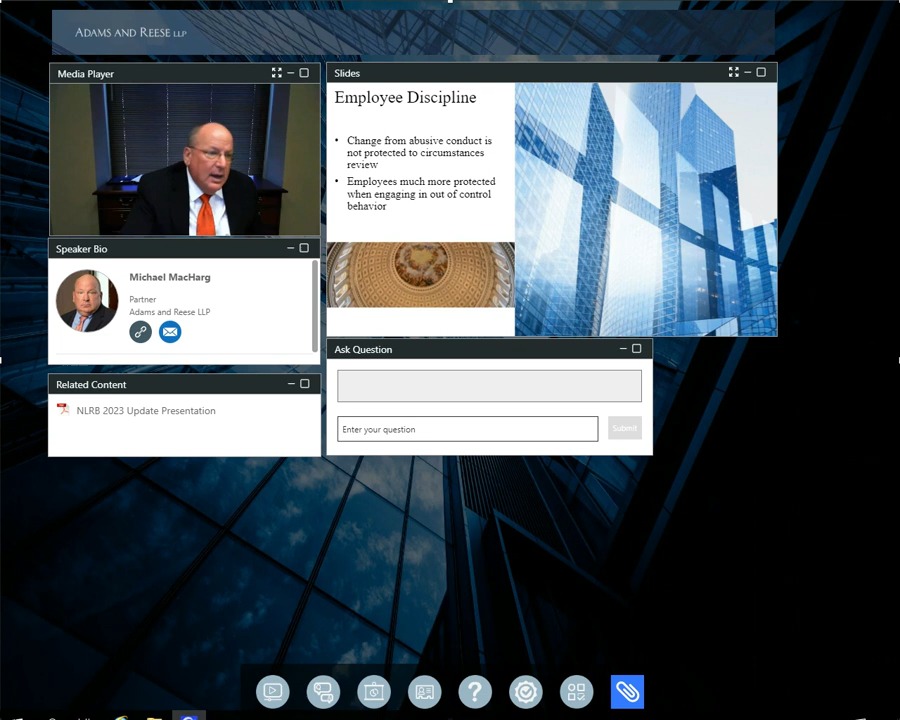 ADAMS AND REESE LLP
Media Player
Slides
Employee Discipline
• Change from abusive conduct is
not protected to circumstances
review
• Employees much more protected
when engaging in out of control
behavior
Speaker Bio
Michael MacHarg
Partner
Adams and Reese LLP
Ask Question
Enter your question
Submit
Related Content
NLRB 2023 Update Presentation